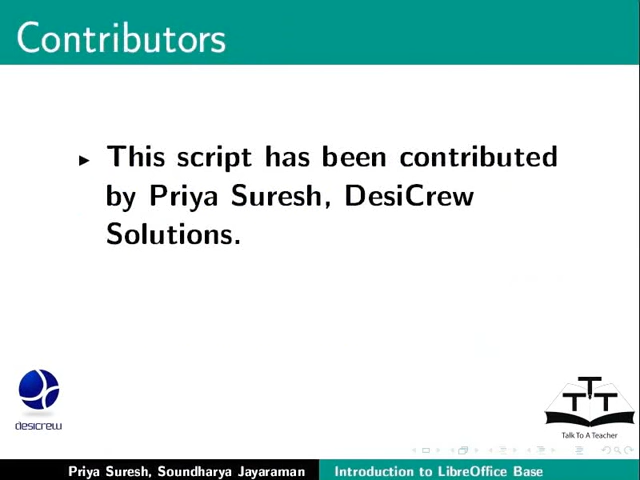 Contributors
This script has been contributed
by Priya Suresh, DesiCrew
Solutions.
desicrew
T
T T
Talk To A Teacher
Priya Suresh, Soundharya Jayaraman
Introduction to LibreOffice Base